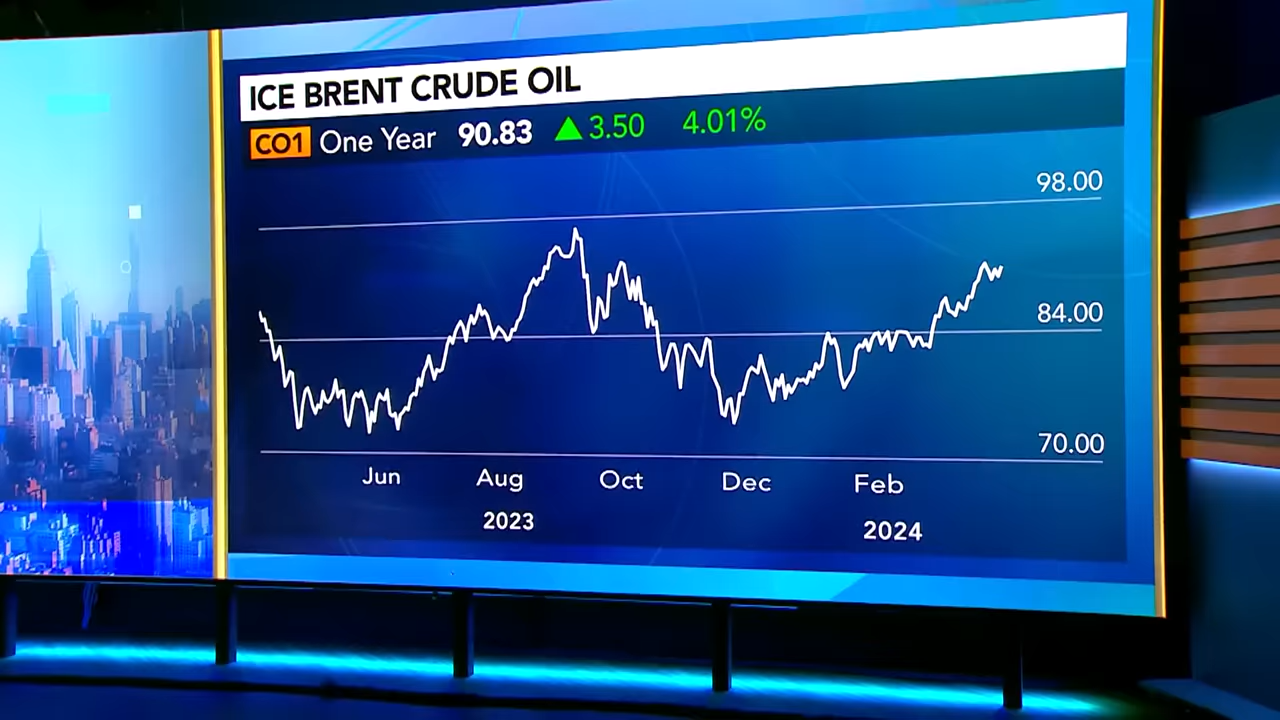 ICE BRENT CRUDE OIL
CO1 One Year 90.83 ▲ 3.50 4.01%
98.00
84.00
70.00
Jun Aug Oct Dec Feb
2023 2024